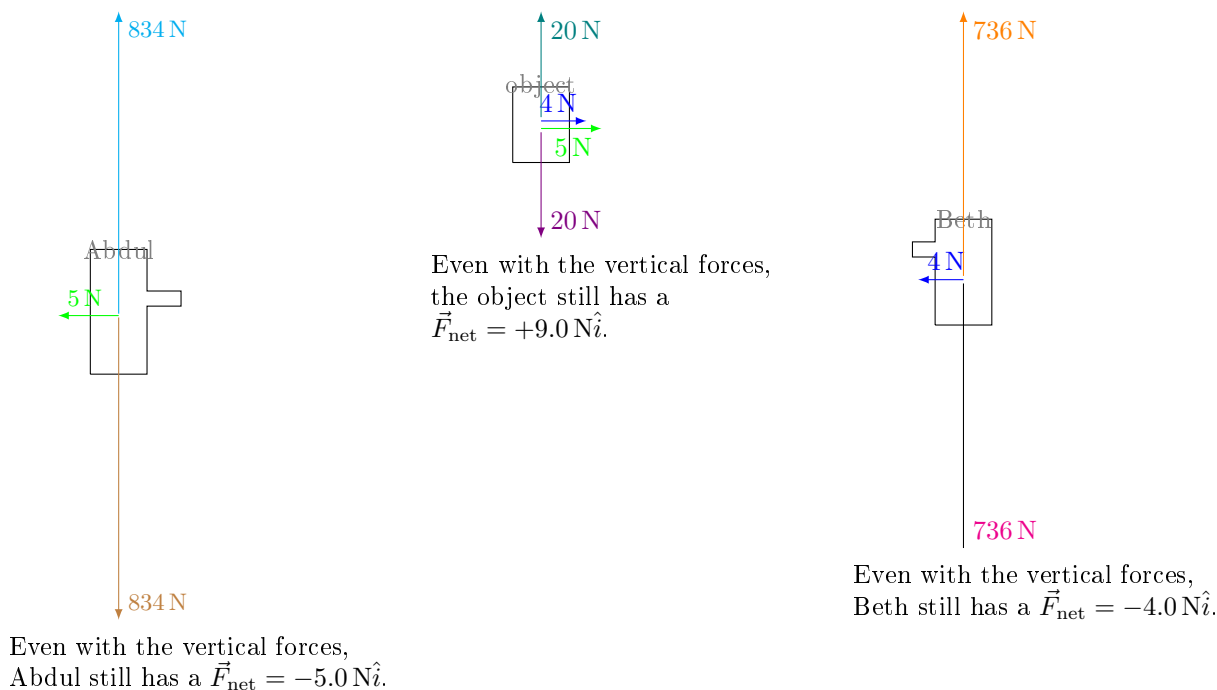 834 N
Abdul
5 N
834 N
Even with the vertical forces,
Abdul still has a $\vec{F}_{\text{net}} = -5.0\,\text{N}\hat{i}$.
20 N
object
4 N
5 N
20 N
Even with the vertical forces,
the object still has a
$\vec{F}_{\text{net}} = +9.0\,\text{N}\hat{i}$.
736 N
Beth
4 N
736 N
Even with the vertical forces,
Beth still has a $\vec{F}_{\text{net}} = -4.0\,\text{N}\hat{i}$.